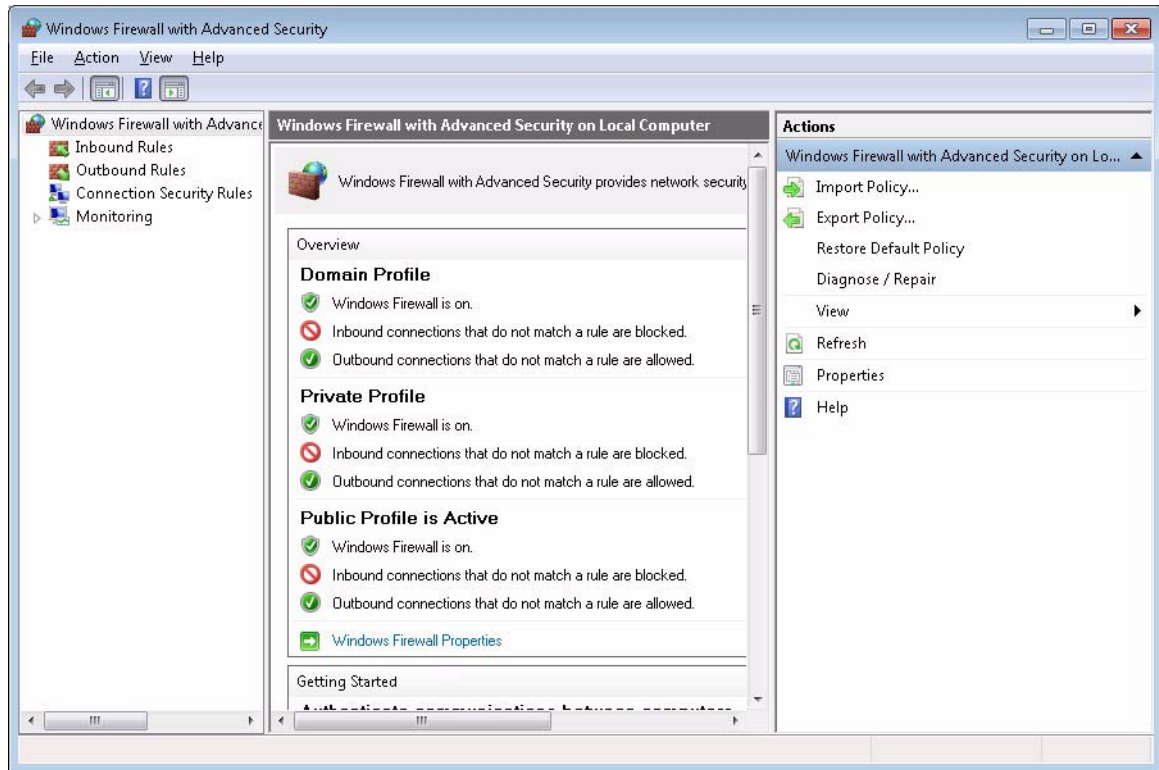 Windows Firewall with Advanced Security
File Action View Help
Windows Firewall with Advance
Inbound Rules
Outbound Rules
Connection Security Rules
Monitoring
Windows Firewall with Advanced Security on Local Computer
Windows Firewall with Advanced Security provides network security
Overview
Domain Profile
Windows Firewall is on.
Inbound connections that do not match a rule are blocked.
Outbound connections that do not match a rule are allowed.
Private Profile
Windows Firewall is on.
Inbound connections that do not match a rule are blocked.
Outbound connections that do not match a rule are allowed.
Public Profile is Active
Windows Firewall is on.
Inbound connections that do not match a rule are blocked.
Outbound connections that do not match a rule are allowed.
Windows Firewall Properties
Getting Started
Authenticate communications between computers
Actions
Windows Firewall with Advanced Security on Lo...
Import Policy...
Export Policy...
Restore Default Policy
Diagnose / Repair
View
Refresh
Properties
Help